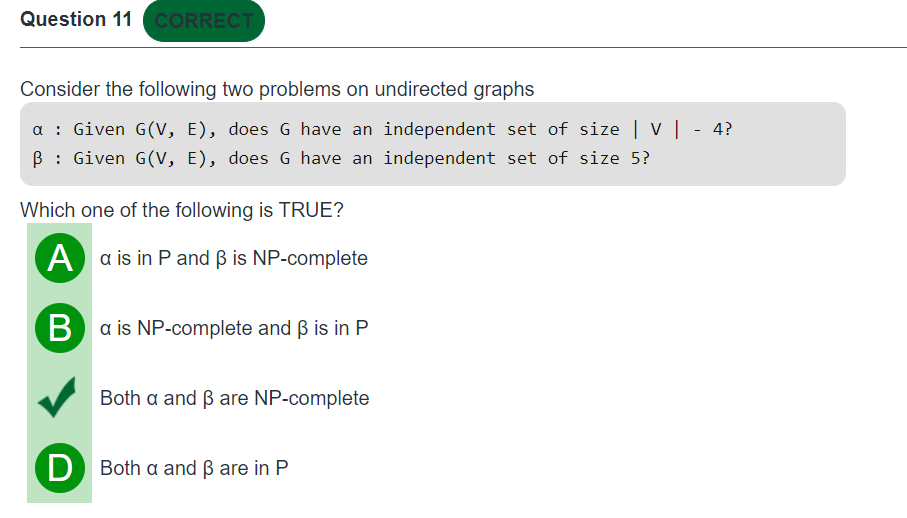 Question 11 CORRECT
Consider the following two problems on undirected graphs
α : Given G(V, E), does G have an independent set of size | V | - 4?
β : Given G(V, E), does G have an independent set of size 5?
Which one of the following is TRUE?
A α is in P and β is NP-complete
B α is NP-complete and β is in P
Both α and β are NP-complete
D Both α and β are in P